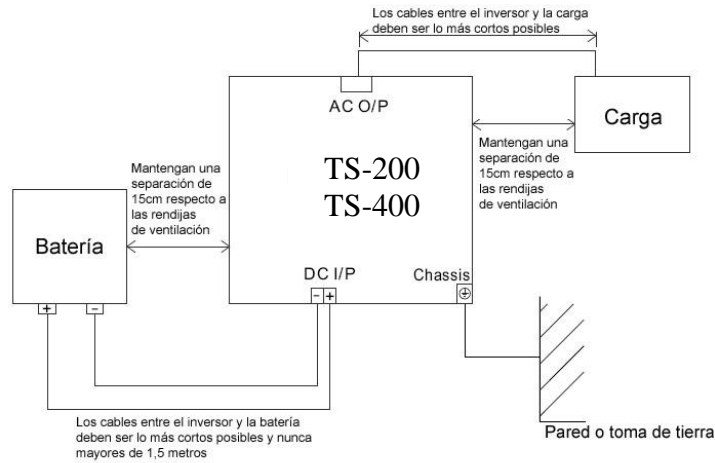 Los cables entre el inversor y la carga
deben ser lo más cortos posibles
AC O/P
Carga
TS-200
TS-400
Mantengan una
separación de
15cm respecto a
las rendijas
de ventilación
Mantengan una
separación de
15cm respecto a
las rendijas
de ventilación
Batería
DC I/P
Chassis
- +
+ -
Los cables entre el inversor y la batería
deben ser lo más cortos posibles y nunca
mayores de 1,5 metros
Pared o toma de tierra